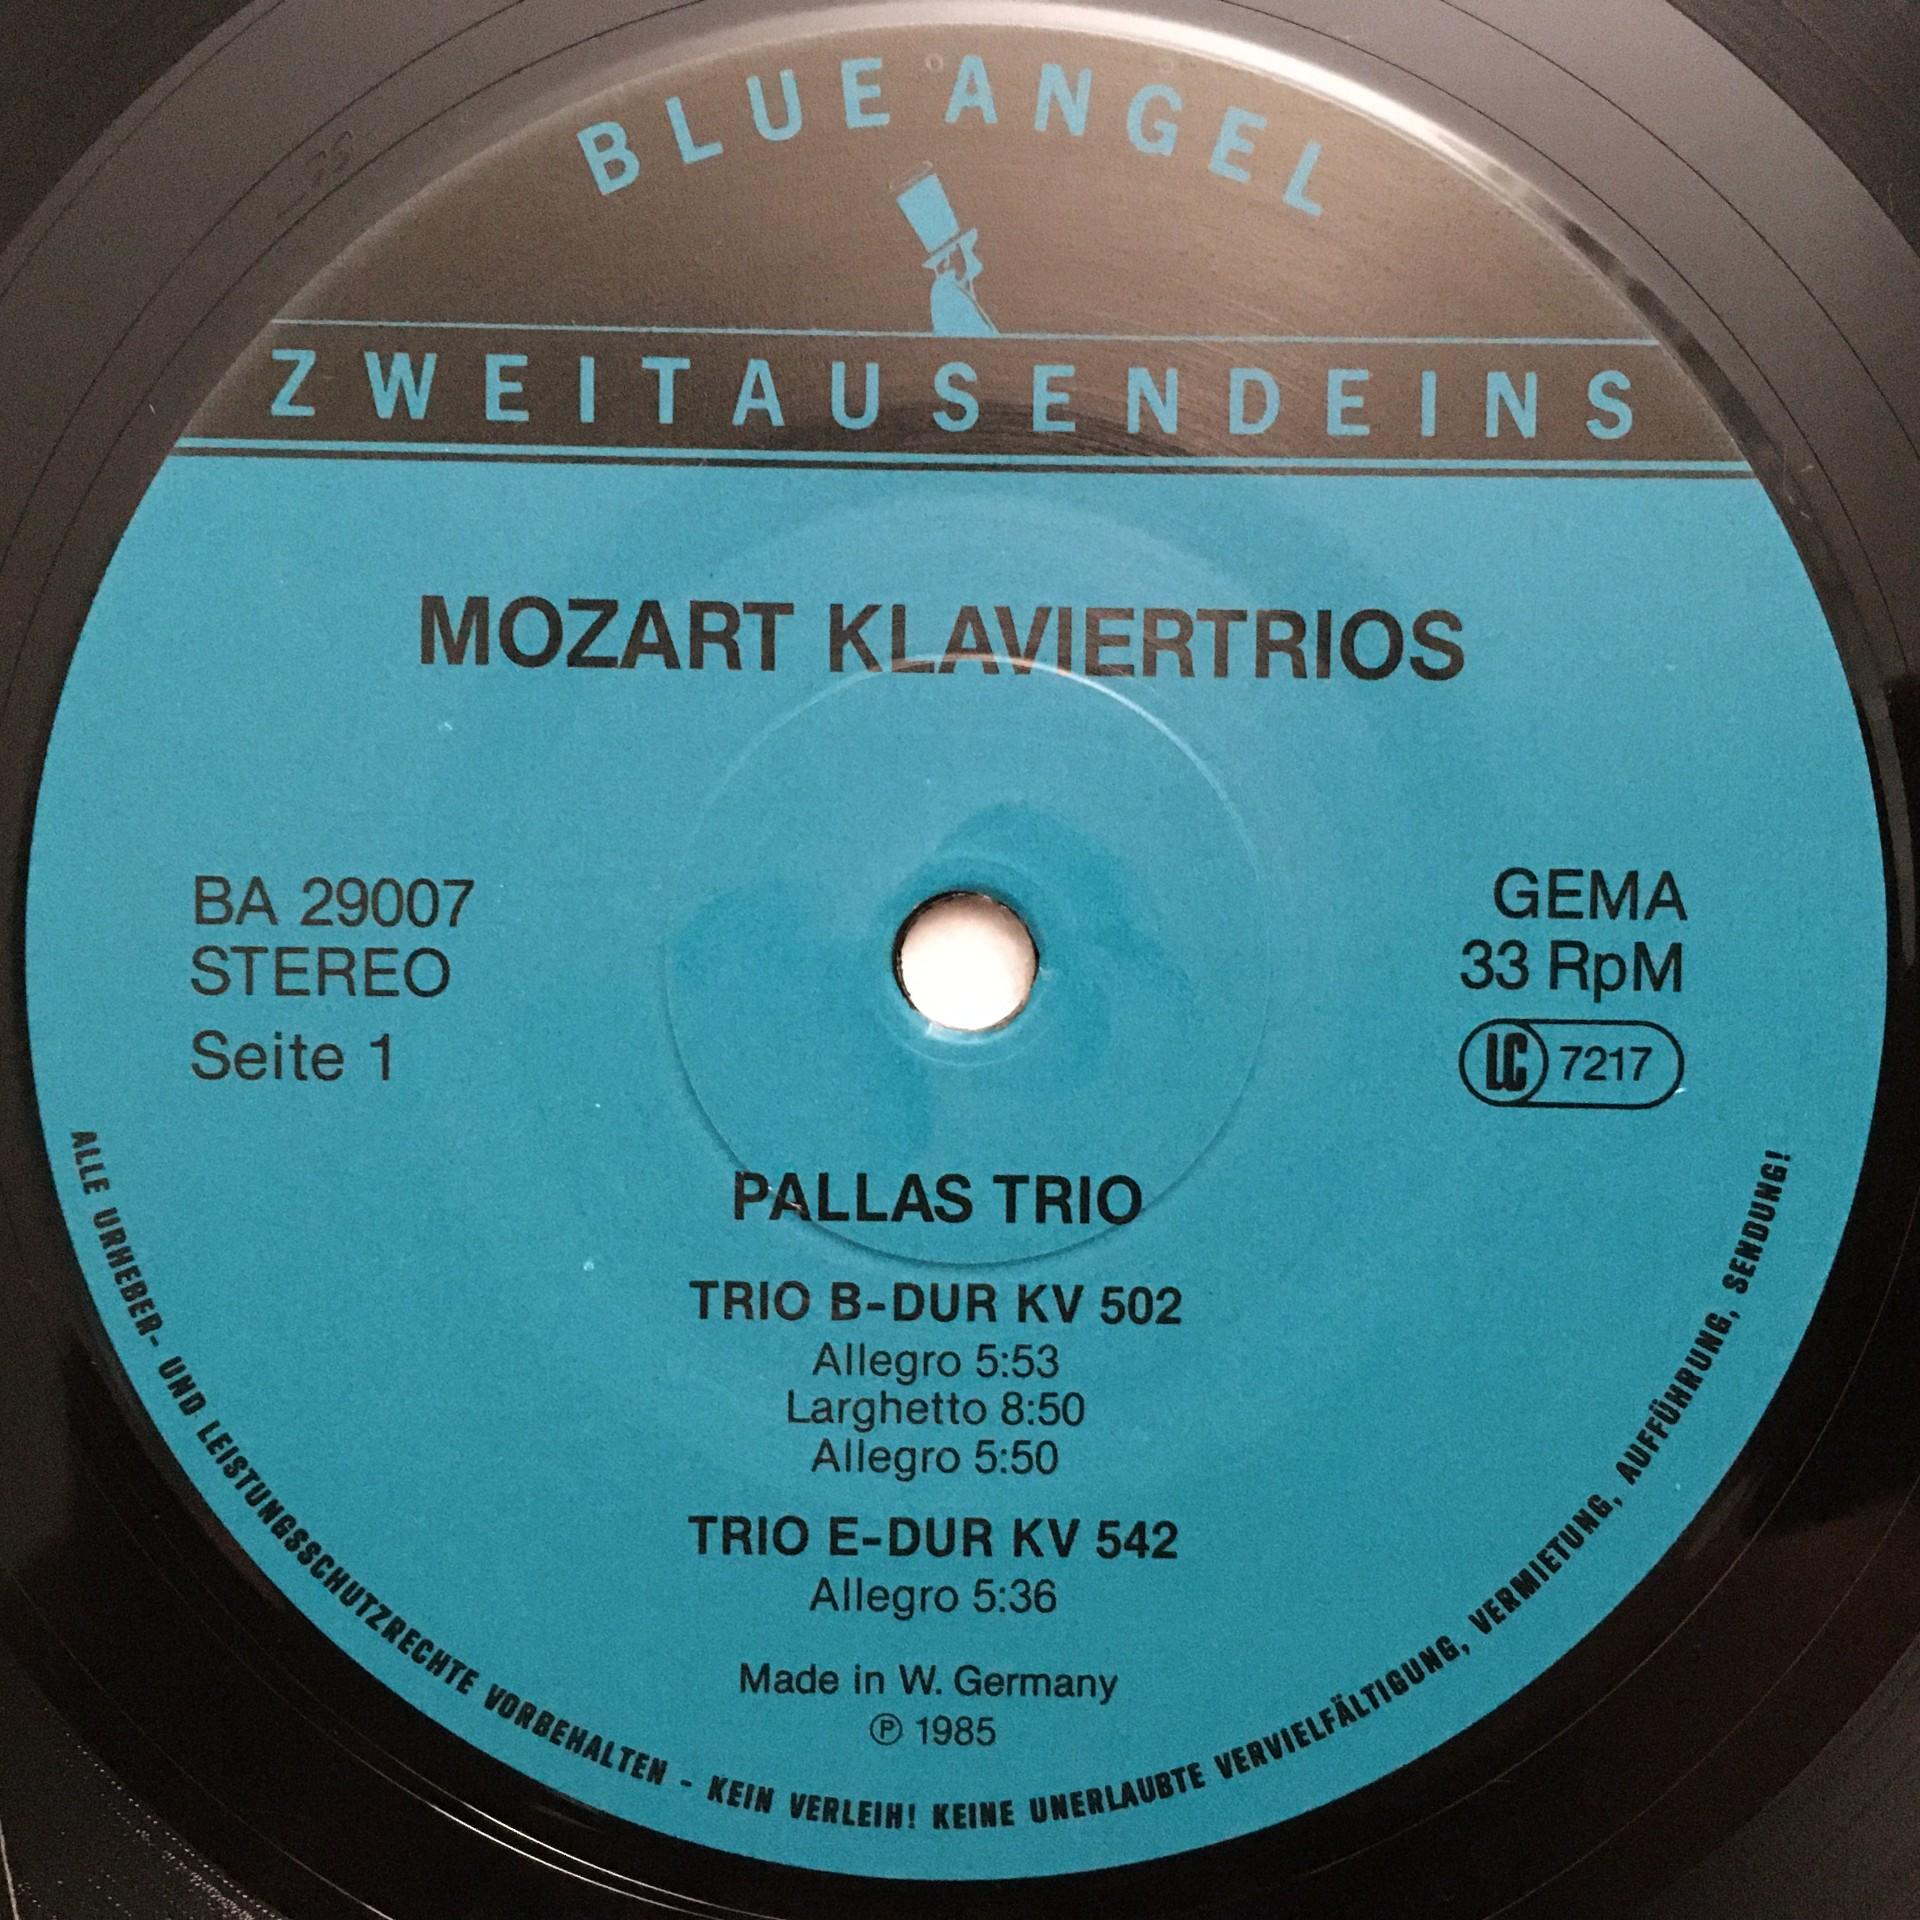 BLUE ANGEL
ZWEITAUSENDEINS
MOZART KLAVIERTRIOS
BA 29007
STEREO
Seite 1
GEMA
33 RpM
LC 7217
PALLAS TRIO
TRIO B-DUR KV 502
Allegro 5:53
Larghetto 8:50
Allegro 5:50
TRIO E-DUR KV 542
Allegro 5:36
Made in W. Germany
℗ 1985
ALLE URHEBER- UND LEISTUNGSSCHUTZRECHTE VORBEHALTEN - KEIN VERLEIH! KEINE UNERLAUBTE VERVIELFÄLTIGUNG, VERMIETUNG, AUFFÜHRUNG, SENDUNG!